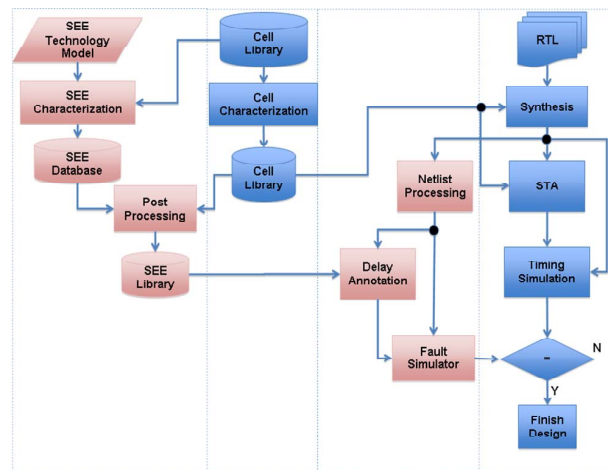 SEE
Technology
Model
Cell
Library
RTL
SEE
Characterization
Cell
Characterization
Synthesis
SEE
Database
Cell
Library
Netlist
Processing
STA
Post
Processing
SEE
Library
Delay
Annotation
Timing
Simulation
Fault
Simulator
=
N
Y
Finish
Design